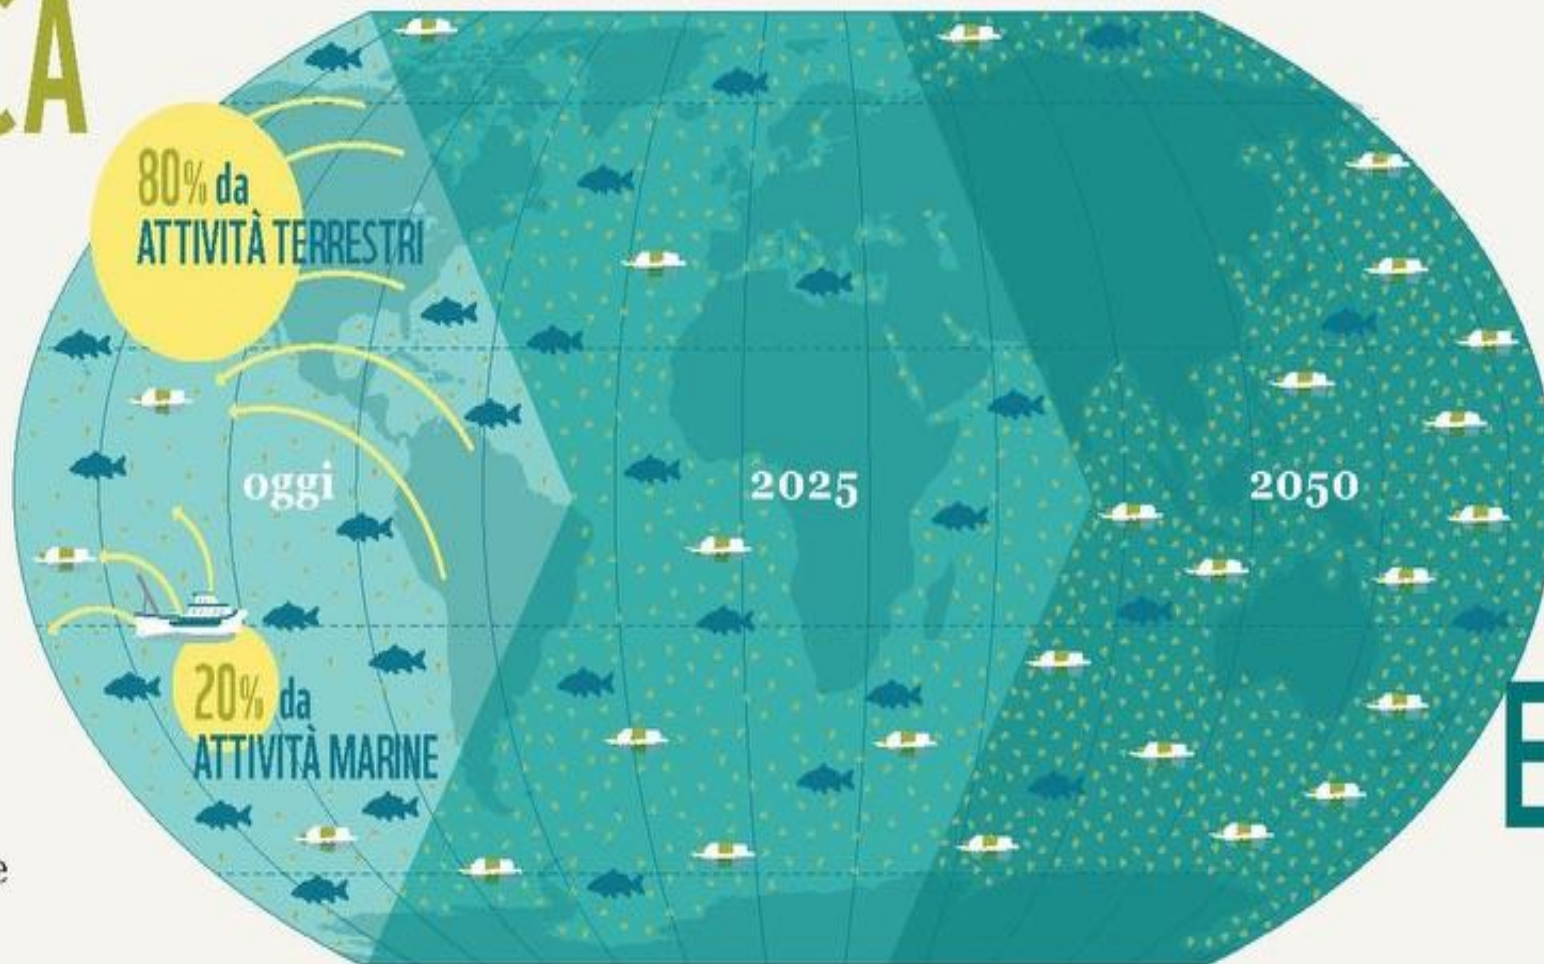 CA
80% da
ATTIVITÀ TERRESTRI
oggi
2025
2050
20% da
ATTIVITÀ MARINE
E
e